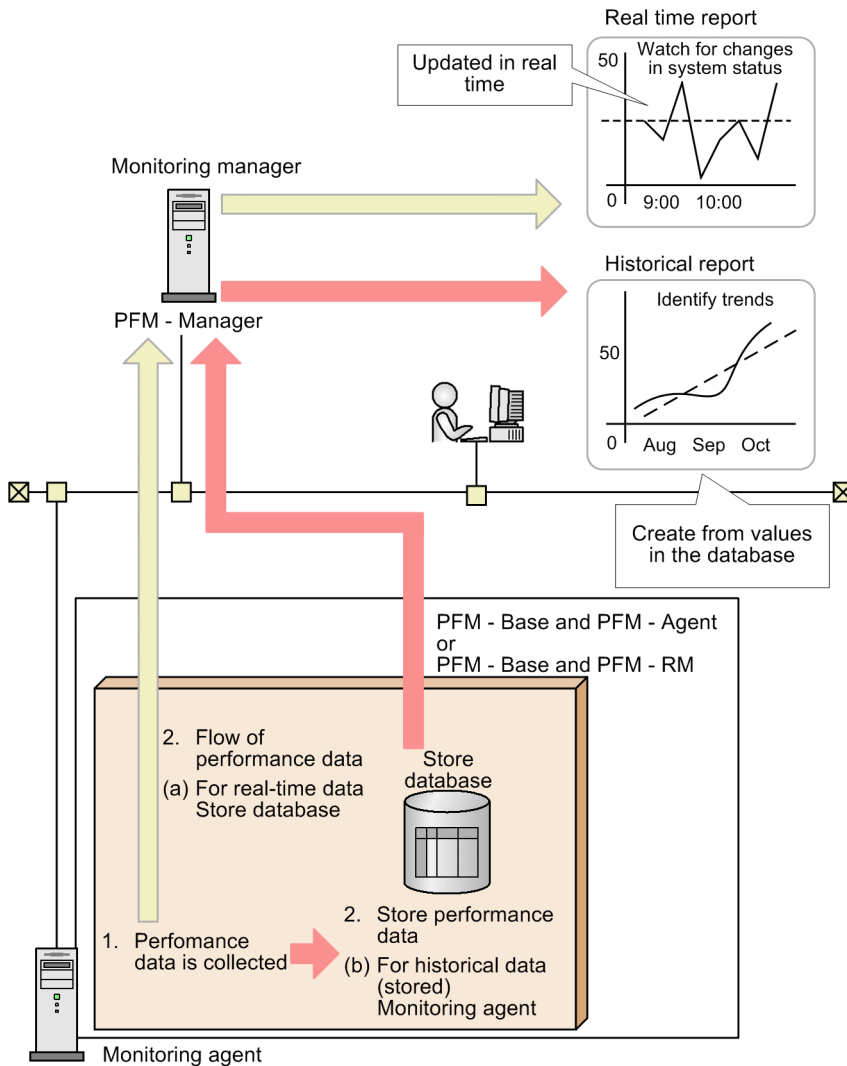 Real time report
Updated in real
time
50
Watch for changes
in system status
0
9:00 10:00
Monitoring manager
PFM - Manager
Historical report
Identify trends
50
0
Aug Sep Oct
Create from values
in the database
PFM - Base and PFM - Agent
or
PFM - Base and PFM - RM
2. Flow of
performance data
(a) For real-time data
Store database
Store
database
1. Perfomance
data is collected
2. Store performance
data
(b) For historical data
(stored)
Monitoring agent
Monitoring agent